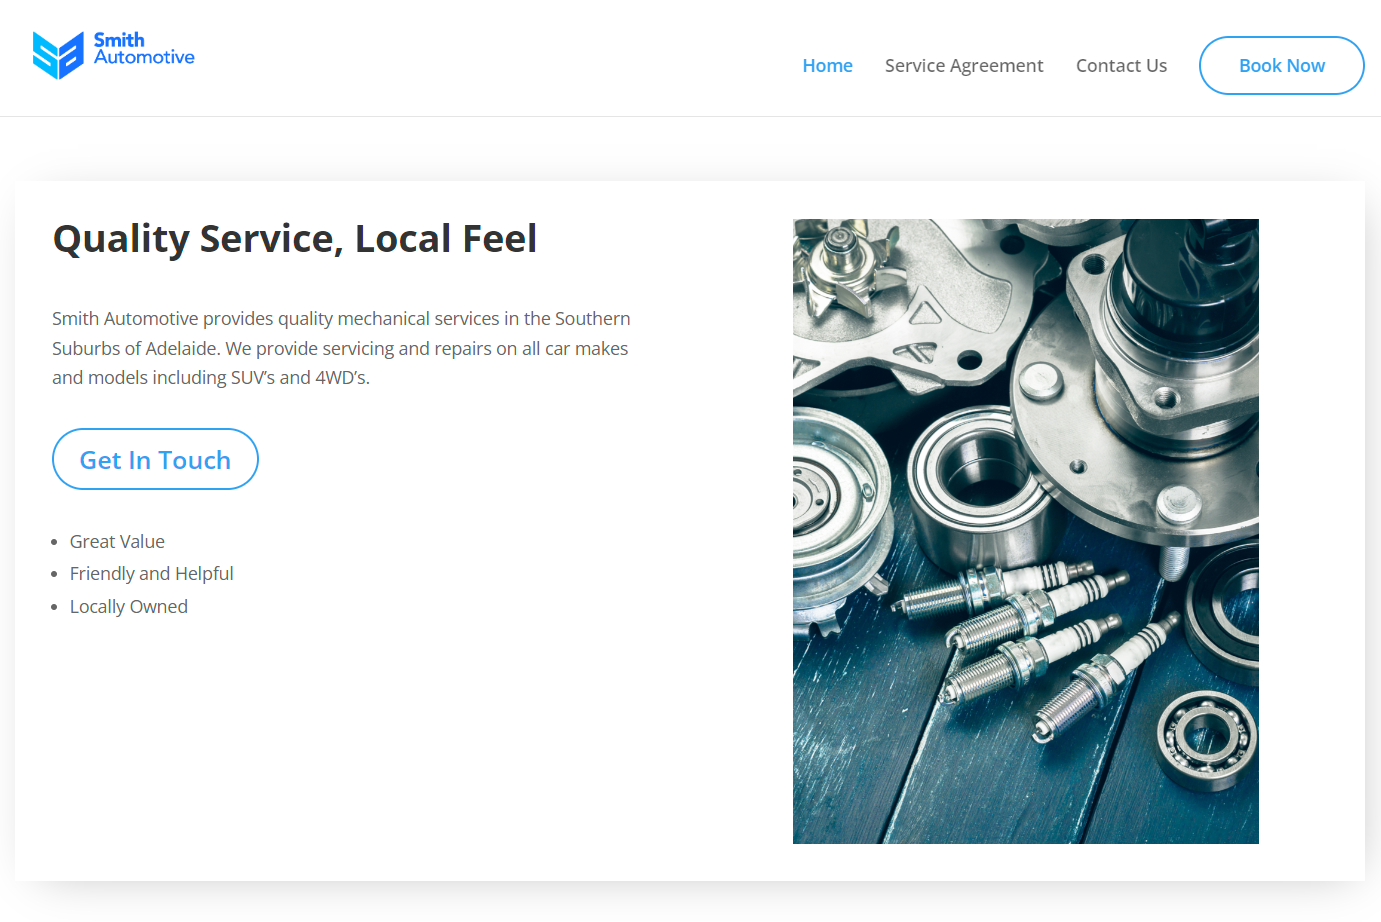 Smith
Automotive
Home
Service Agreement
Contact Us
Book Now
Quality Service, Local Feel
Smith Automotive provides quality mechanical services in the Southern
Suburbs of Adelaide. We provide servicing and repairs on all car makes
and models including SUV’s and 4WD’s.
Get In Touch
• Great Value
• Friendly and Helpful
• Locally Owned